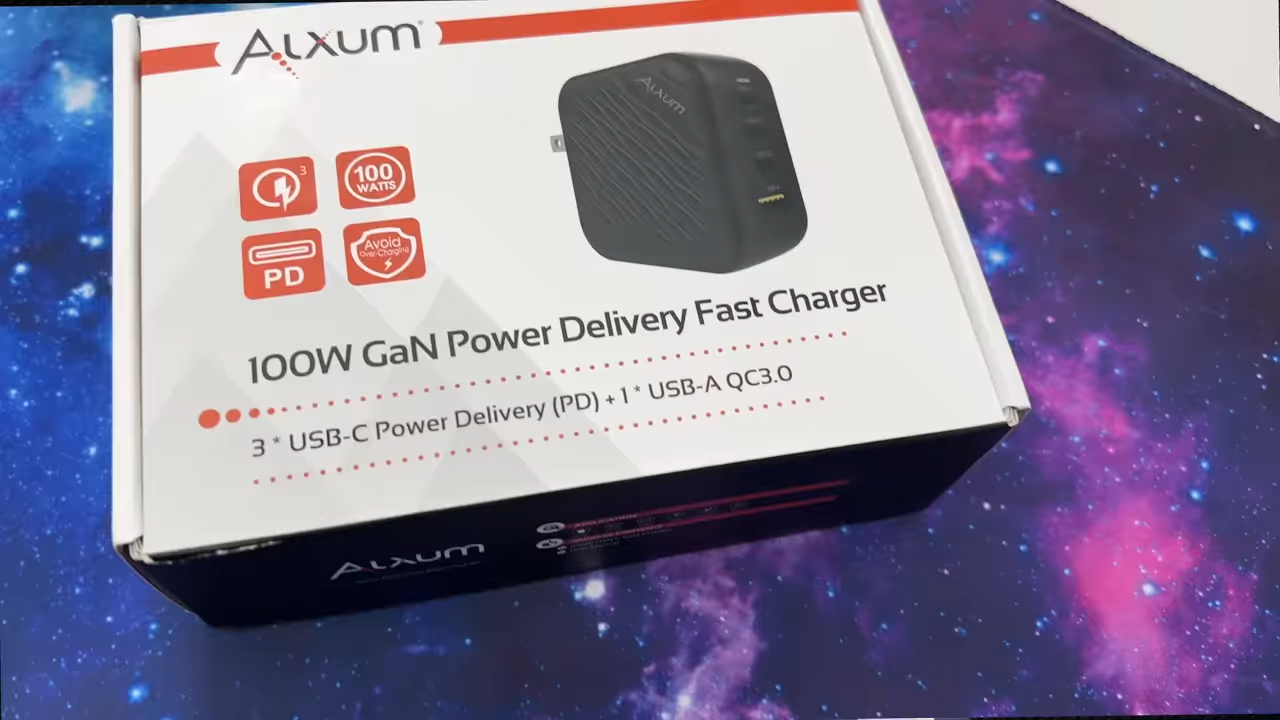 ALXUM
ALXUM
3
100
WATTS
PD
Avoid
Over-Charging
100W GaN Power Delivery Fast Charger
3 * USB-C Power Delivery (PD) + 1 * USB-A QC3.0
ALXUM
APPLICATION